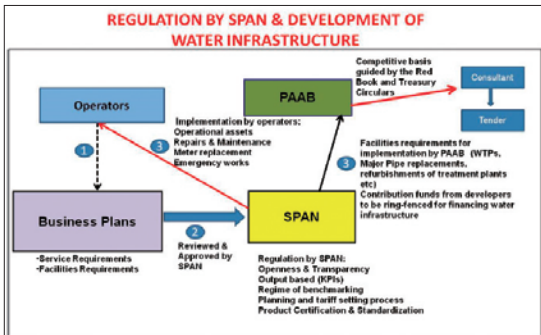 REGULATION BY SPAN & DEVELOPMENT OF
WATER INFRASTRUCTURE
Operators
PAAB
Competitive basis
guided by the Red
Book and Treasury
Circulars
Consultant
Tender
1
3
Implementation by operators:
Operational assets
Repairs & Maintenance
Meter replacement
Emergency works
3
Facilities requirements for
implementation by PAAB (WTPs,
Major Pipe replacements,
refurbishments of treatment plants
etc)
Contribution funds from developers
to be ring-fenced for financing water
infrastructure
Business Plans
2
Reviewed &
Approved by
SPAN
SPAN
•Service Requirements
•Facilities Requirements
Regulation by SPAN:
Openness & Transparency
Output based (KPIs)
Regime of benchmarking
Planning and tariff setting process
Product Certification & Standardization